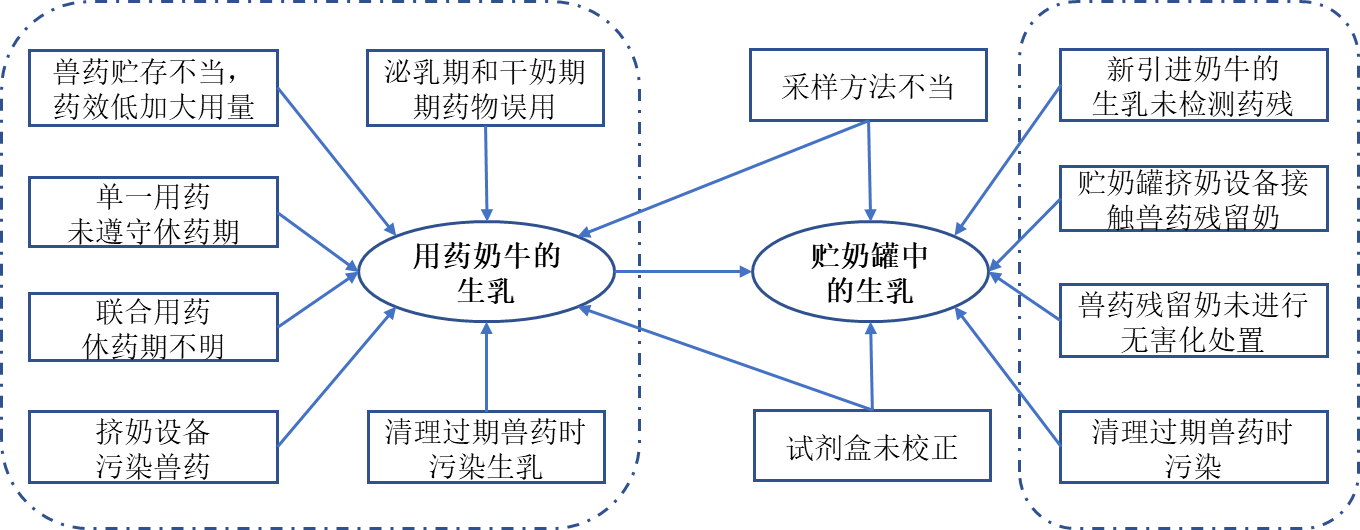 兽药贮存不当，
药效低加大用量
泌乳期和干奶期
期药物误用
采样方法不当
新引进奶牛的
生乳未检测药残
单一用药
未遵守休药期
贮奶罐挤奶设备接
触兽药残留奶
用药奶牛的
生乳
贮奶罐中
的生乳
联合用药
休药期不明
兽药残留奶未进行
无害化处置
挤奶设备
污染兽药
清理过期兽药时
污染生乳
试剂盒未校正
清理过期兽药时
污染